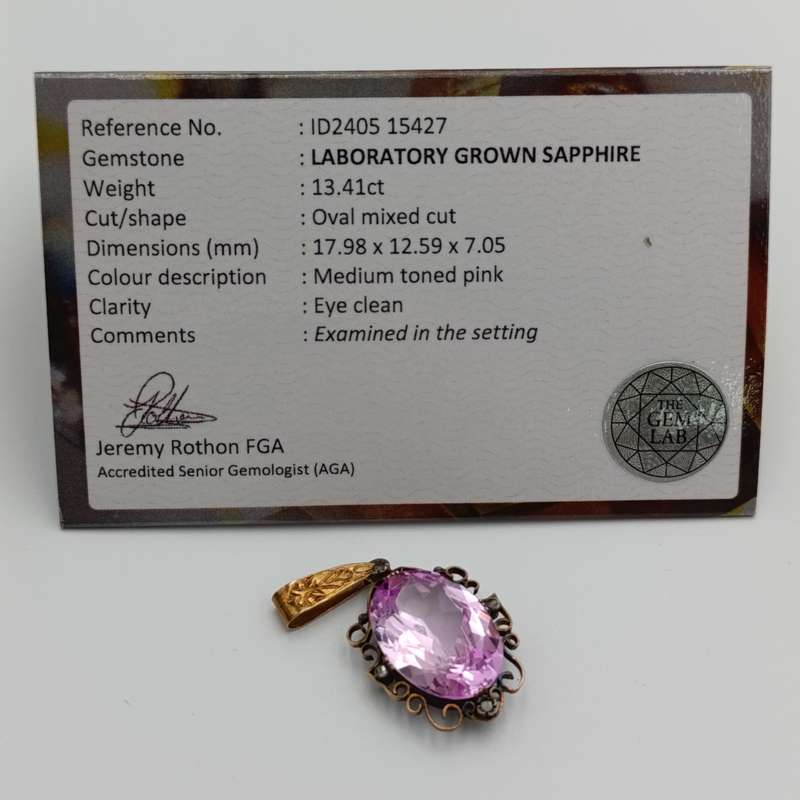 Reference No. : ID2405 15427
Gemstone : LABORATORY GROWN SAPPHIRE
Weight : 13.41ct
Cut/shape : Oval mixed cut
Dimensions (mm) : 17.98 x 12.59 x 7.05
Colour description : Medium toned pink
Clarity : Eye clean
Comments : Examined in the setting
Jeremy Rothon FGA
Accredited Senior Gemologist (AGA)
THE
GEM
LAB